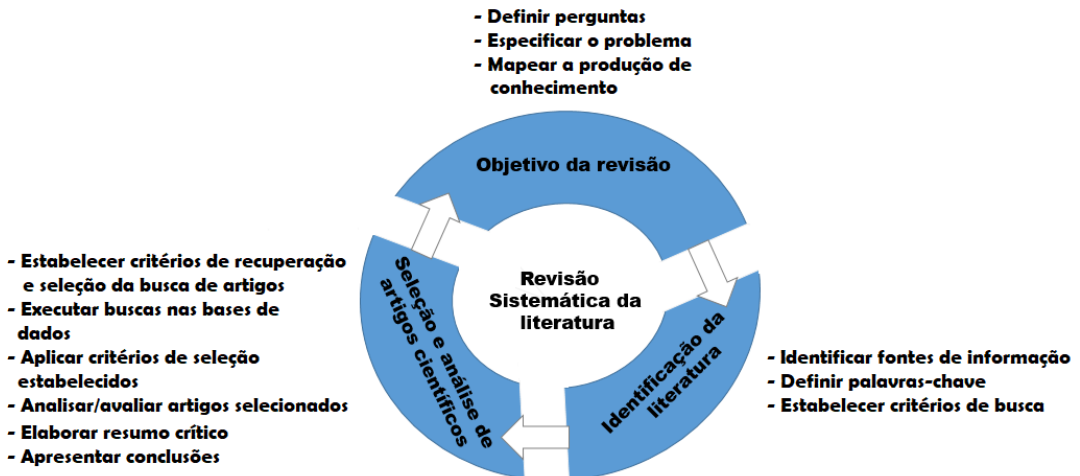 - Definir perguntas
- Especificar o problema
- Mapear a produção de
conhecimento
Objetivo da revisão
- Estabelecer critérios de recuperação
e seleção da busca de artigos
- Executar buscas nas bases de
dados
- Aplicar critérios de seleção
estabelecidos
- Analisar/avaliar artigos selecionados
- Elaborar resumo crítico
- Apresentar conclusões
Seleção e análise de
artigos científicos
Revisão
Sistemática da
literatura
Identificação da
literatura
- Identificar fontes de informação
- Definir palavras-chave
- Estabelecer critérios de busca